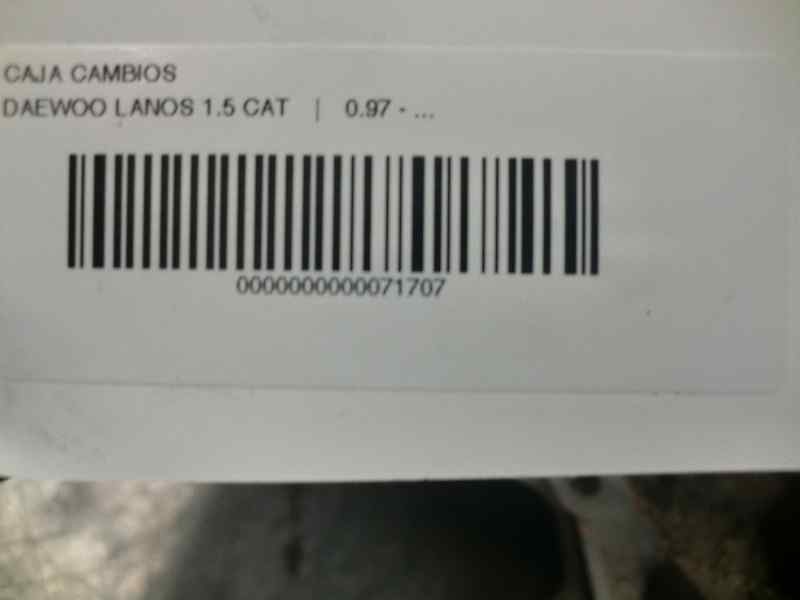 CAJA CAMBIOS
DAEWOO LANOS 1.5 CAT | 0.97 - ...
0000000000071707